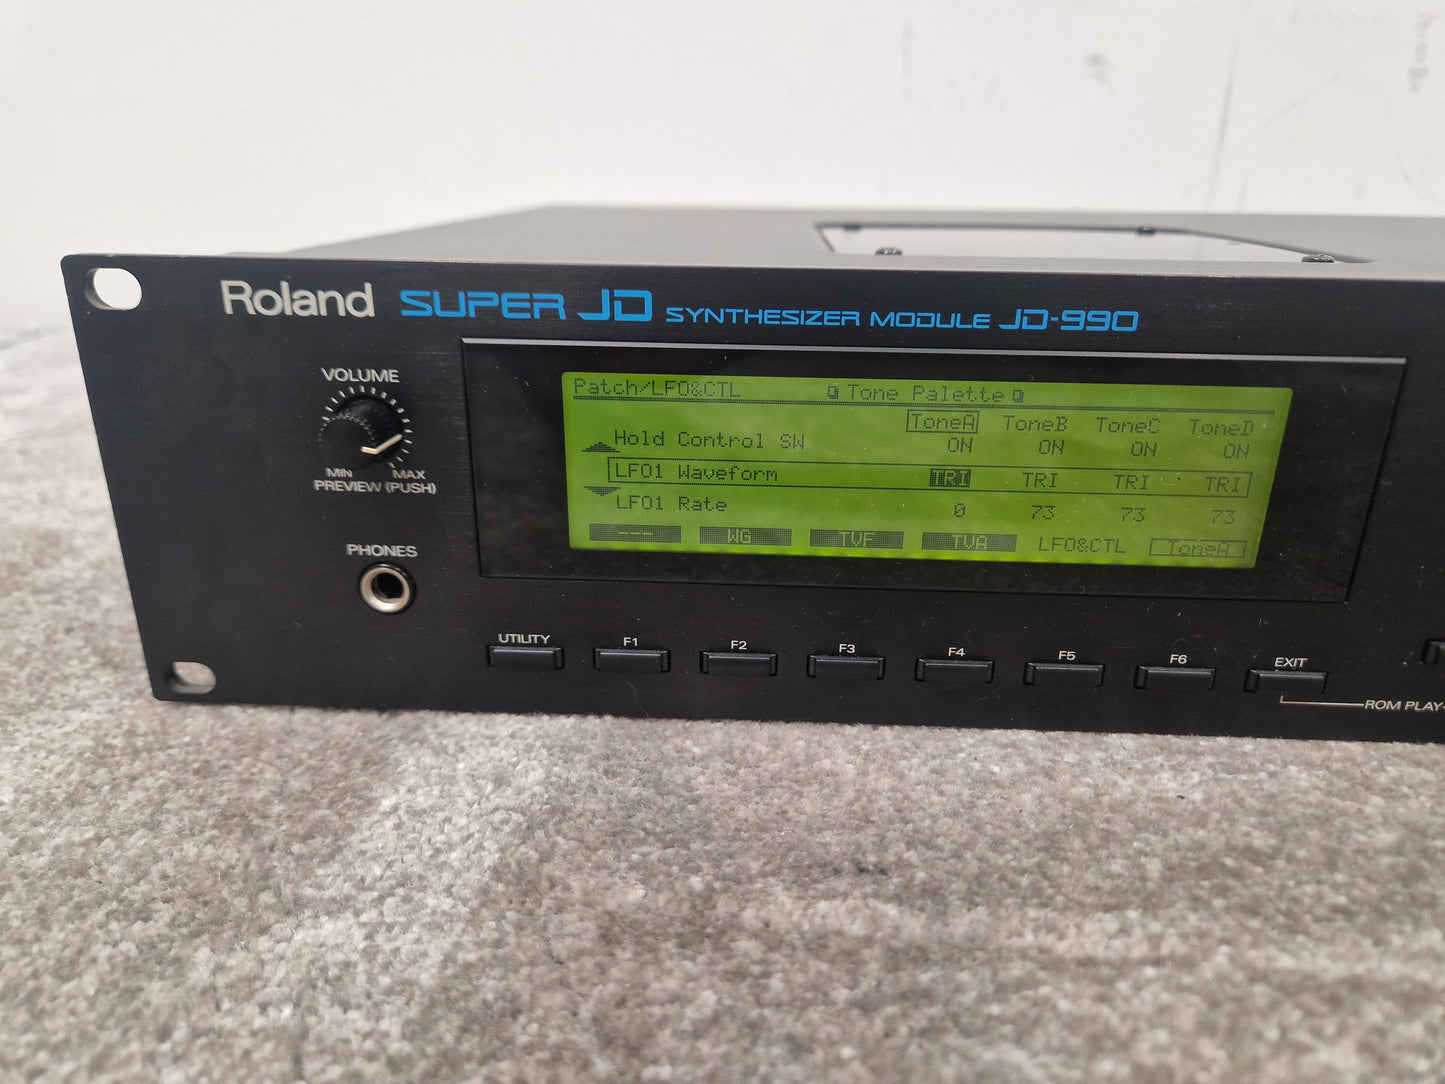 Roland SUPER JD SYNTHESIZER MODULE JD-990
VOLUME
MIN MAX
PREVIEW (PUSH)
PHONES
Patch/LFO&CTL Tone Palette
ToneA ToneB ToneC ToneD
Hold Control SW ON ON ON ON
LFO1 Waveform TRI TRI TRI TRI
LFO1 Rate 0 73 73 73
--- WG TVF TVA LFO&CTL ToneA
UTILITY F1 F2 F3 F4 F5 F6 EXIT
ROM PLAY